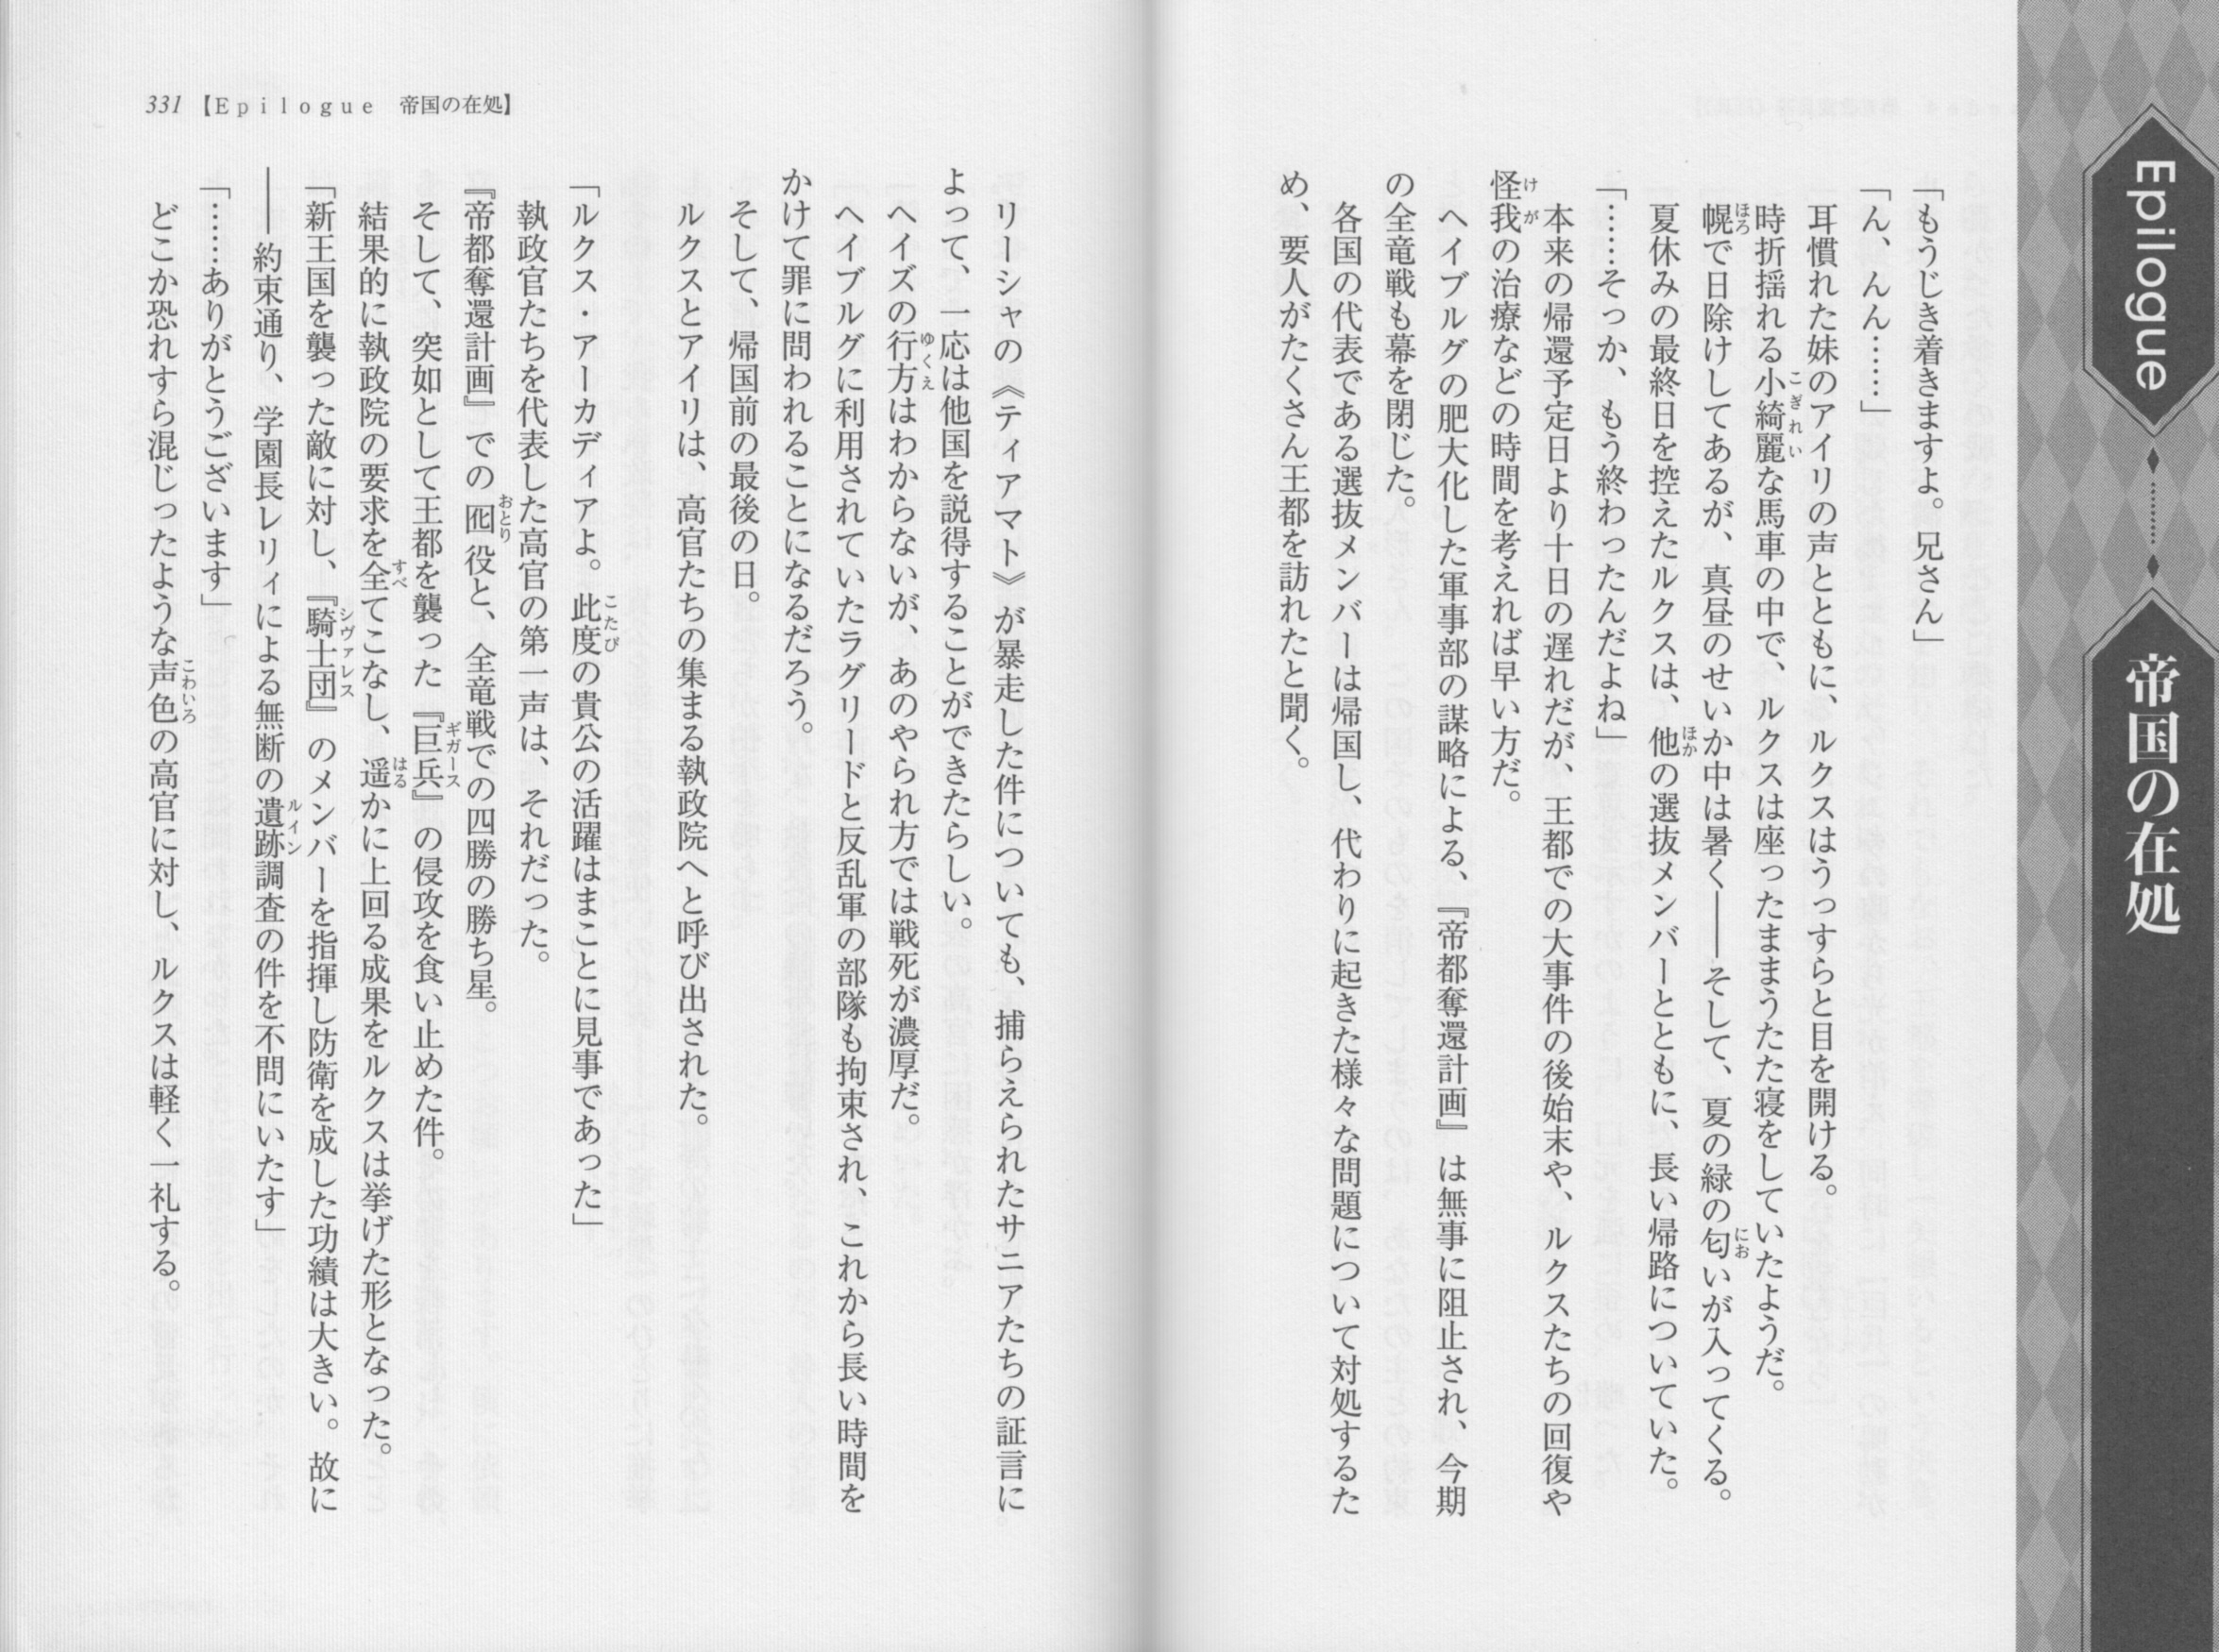 Epilogue
帝国の在処
「もうじき着きますよ。兄さん」
「ん、んん……」
耳慣れた妹のアイリの声とともに、ルクスはうっすらと目を開ける。
時折揺れる小綺麗な馬車の中で、ルクスは座ったままうたた寝をしていたようだ。
幌で日除けしてあるが、真昼のせいか中は暑く――そして、夏の緑の匂いが入ってくる。
夏休みの最終日を控えたルクスは、他の選抜メンバーとともに、長い帰路についていた。
「……そっか、もう終わったんだよね」
本来の帰還予定日より十日の遅れだが、王都での大事件の後始末や、ルクスたちの回復や
怪我の治療などの時間を考えれば早い方だ。
ヘイブルグの肥大化した軍事部の謀略による、『帝都奪還計画』は無事に阻止され、今期
の全竜戦も幕を閉じた。
各国の代表である選抜メンバーは帰国し、代わりに起きた様々な問題について対処するた
め、要人がたくさん王都を訪れたと聞く。
リーシャの《ティアマト》が暴走した件についても、捕らえられたサニアたちの証言に
よって、一応は他国を説得することができたらしい。
ヘイズの行方はわからないが、あのやられ方では戦死が濃厚だ。
ヘイブルグに利用されていたラグリードと反乱軍の部隊も拘束され、これから長い時間を
かけて罪に問われることになるだろう。
そして、帰国前の最後の日。
ルクスとアイリは、高官たちの集まる執政院へと呼び出された。
「ルクス・アーカディアよ。此度の貴公の活躍はまことに見事であった」
執政官たちを代表した高官の第一声は、それだった。
『帝都奪還計画』での囮役と、全竜戦での四勝の勝ち星。
そして、突如として王都を襲った『巨兵』の侵攻を食い止めた件。
結果的に執政院の要求を全てこなし、遥かに上回る成果をルクスは挙げた形となった。
「新王国を襲った敵に対し、『騎士団』のメンバーを指揮し防衛を成した功績は大きい。故に
――約束通り、学園長レリィによる無断の遺跡調査の件を不問にいたす」
「……ありがとうございます」
どこか恐れすら混じったような声色の高官に対し、ルクスは軽く一礼する。
331【Epilogue　帝国の在処】